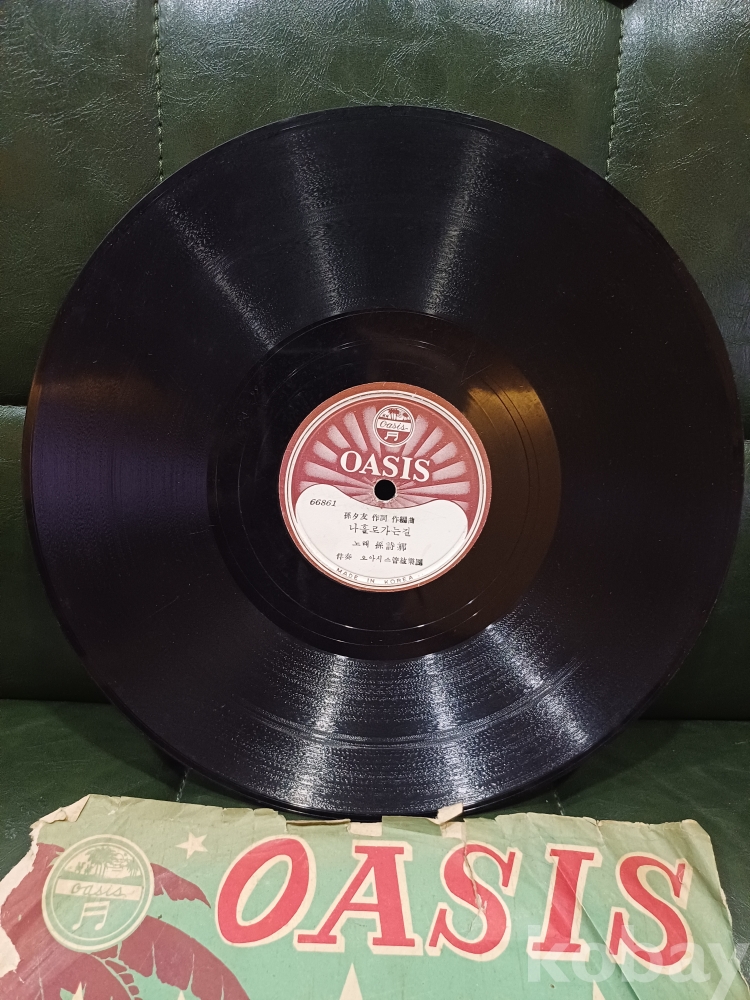 Oasis
OASIS
66861
孫夕友 作詞 作編曲
나홀로가는길
노래 孫詩鄕
伴奏 오아시스管絃樂團
MADE IN KOREA
oasis
OASIS
kobay